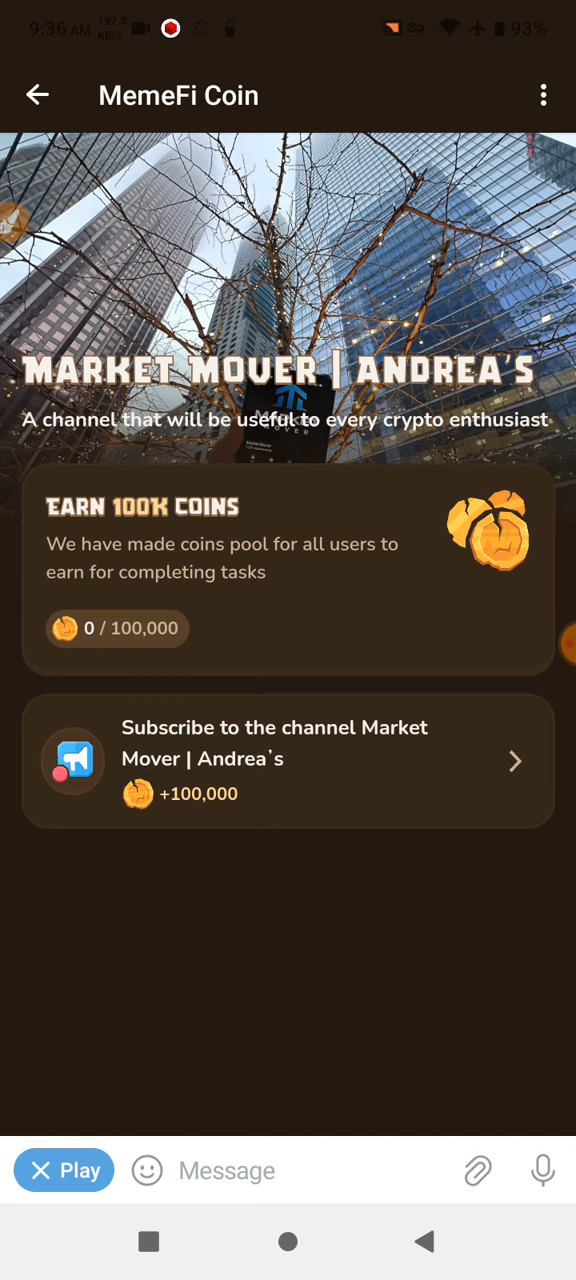 9:36 AM
197.3
KB/s
93%
MemeFi Coin
MARKET MOVER | ANDREA'S
A channel that will be useful to every crypto enthusiast
EARN 100K COINS
We have made coins pool for all users to
earn for completing tasks
0 / 100,000
Subscribe to the channel Market
Mover | Andrea's
+100,000
Play
Message